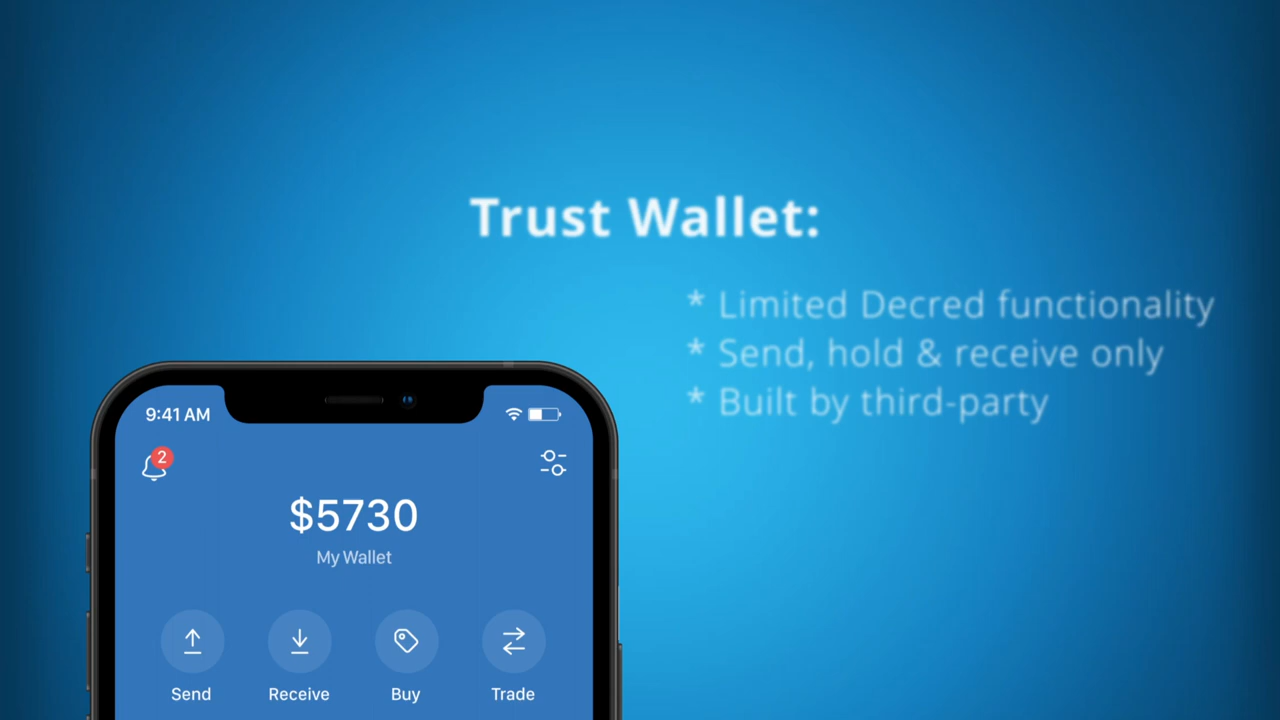 Trust Wallet:
* Limited Decred functionality
* Send, hold & receive only
* Built by third-party
9:41 AM
2
$5730
My Wallet
Send Receive Buy Trade